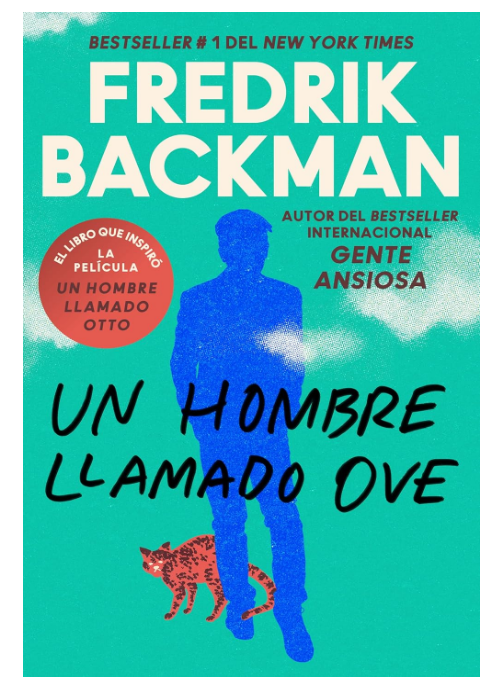 BESTSELLER # 1 DEL NEW YORK TIMES
FREDRIK
BACKMAN
AUTOR DEL BESTSELLER
INTERNACIONAL
GENTE
ANSIOSA
EL LIBRO QUE INSPIRÓ
LA
PELÍCULA
UN HOMBRE
LLAMADO
OTTO
UN HOMBRE
LLAMADO OVE